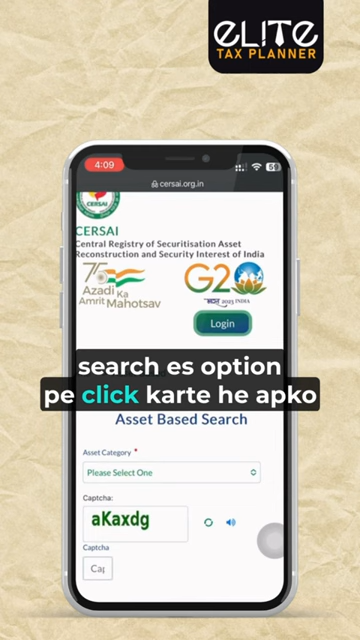 ELITE
TAX PLANNER
4:09
cersai.org.in
CERSAI
Central Registry of Securitisation Asset
Reconstruction and Security Interest of India
75
Azadi Ka
Amrit Mahotsav
G20
2023 INDIA
Login
search es option
pe click karte he apko
Asset Based Search
Asset Category *
Please Select One
Captcha:
aKaxdg
Captcha
Cap